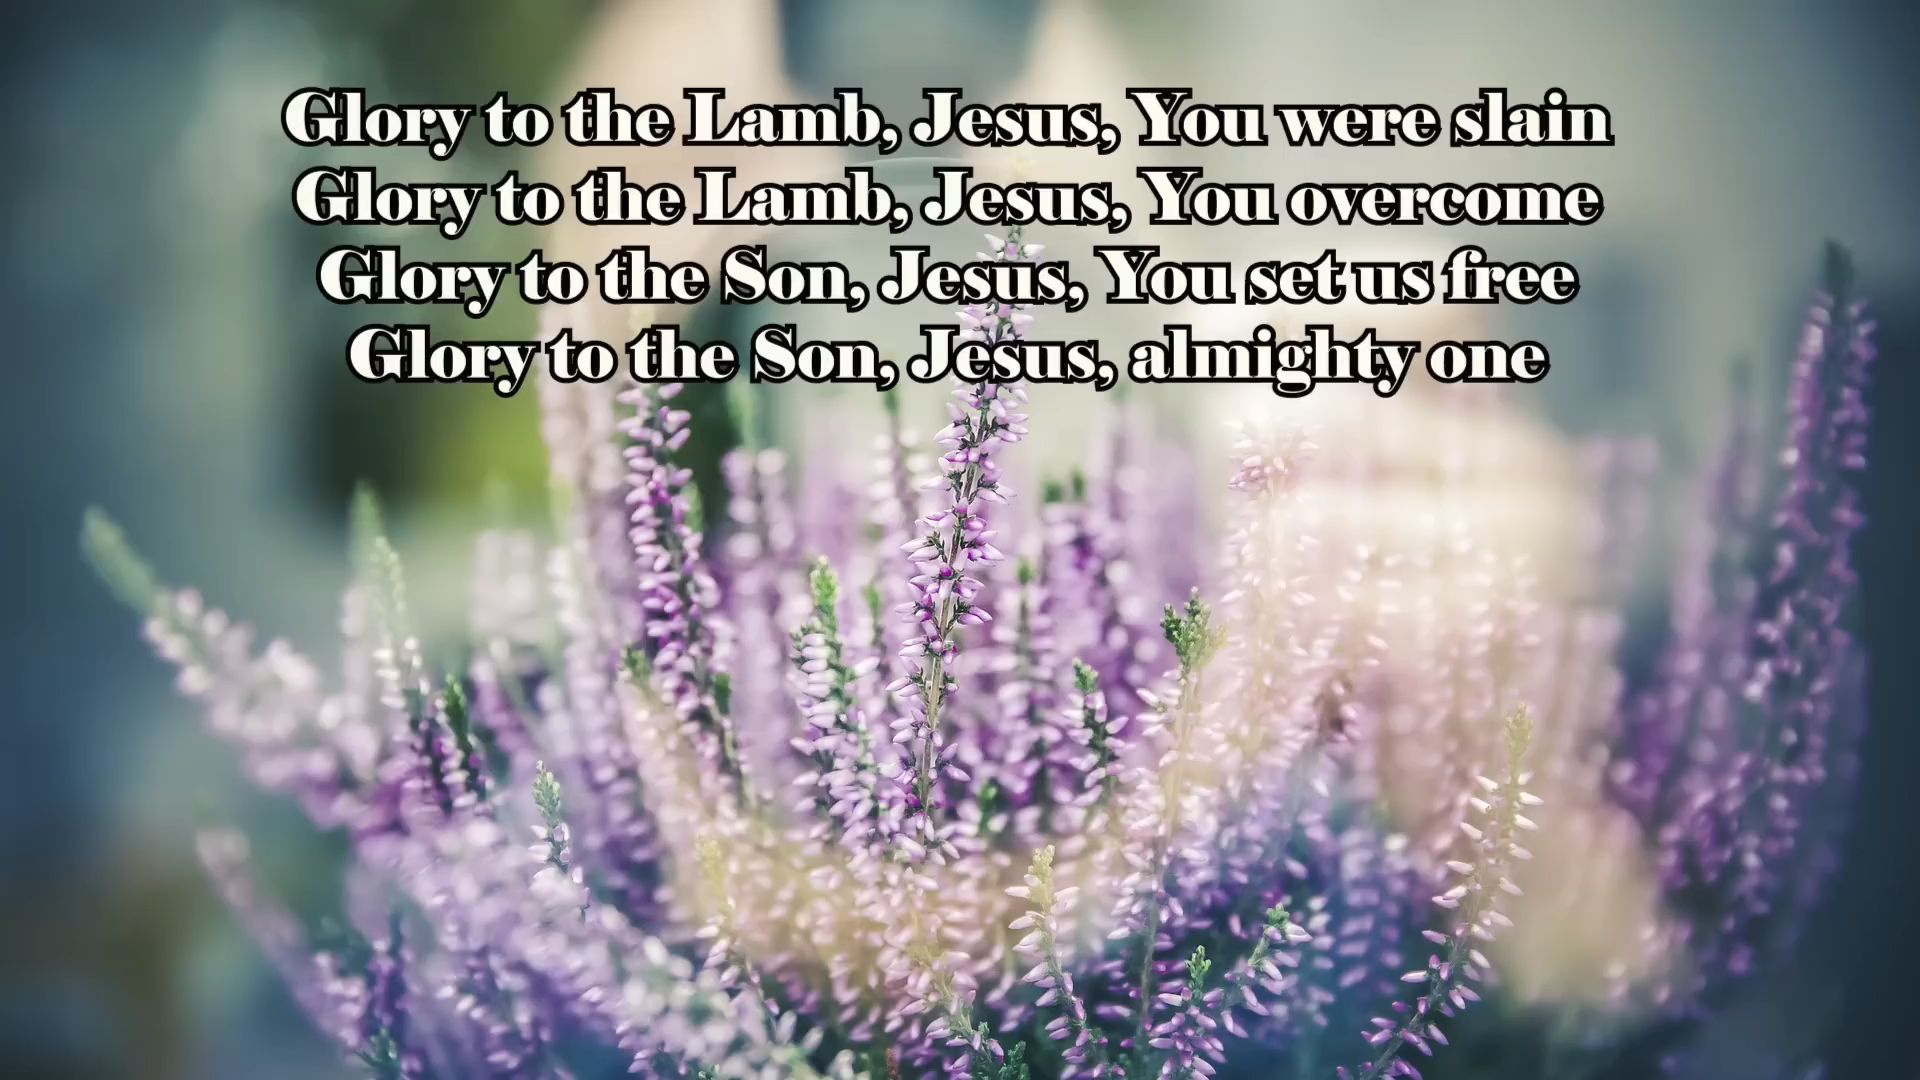 Glory to the Lamb, Jesus, You were slain
Glory to the Lamb, Jesus, You overcome
Glory to the Son, Jesus, You set us free
Glory to the Son, Jesus, almighty one